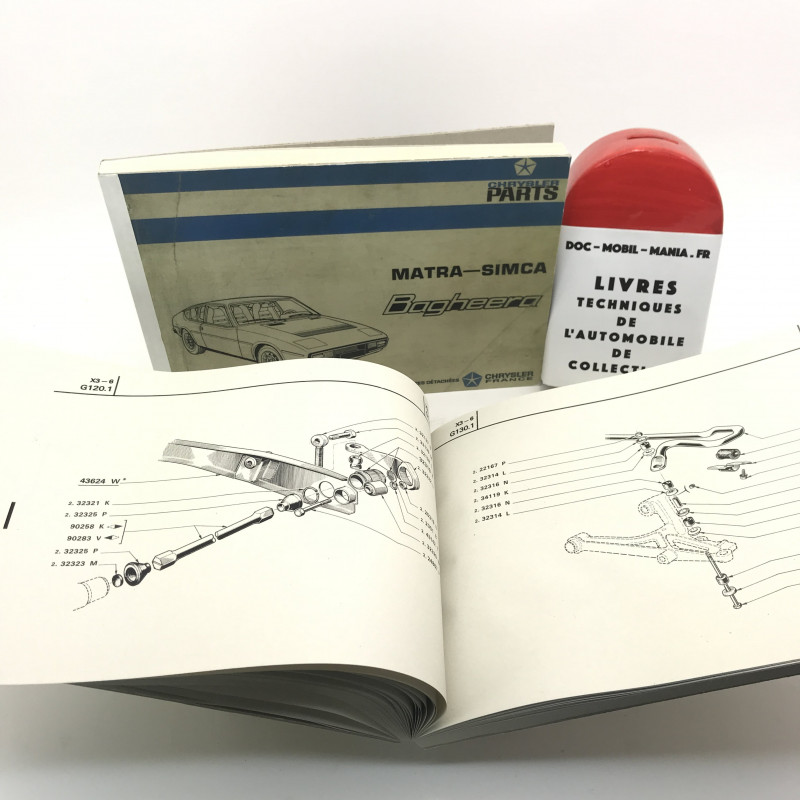 CHRYSLER
PARTS
MATRA—SIMCA
Bagheera
DÉTACHÉES CHRYSLER
FRANCE
DOC-MOBIL-MANIA.FR
LIVRES
TECHNIQUES
DE
L'AUTOMOBILE
DE
X3-6
G120.1
43624 W.*
2. 32321 K
2. 32325 P
90258 K
90283 V
2. 32325 P
2. 32323 M
X3-6
G130.1
2. 22167 P
2. 32314 L
2. 32316 N
2. 34119 K
2. 32316 N
2. 32314 L